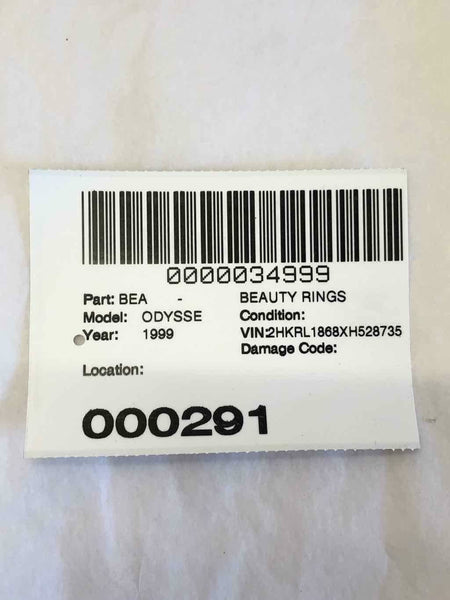 0000034999
Part: BEA - BEAUTY RINGS
Model: ODYSSE Condition:
Year: 1999 VIN:2HKRL1868XH528735
Damage Code:
Location:
000291